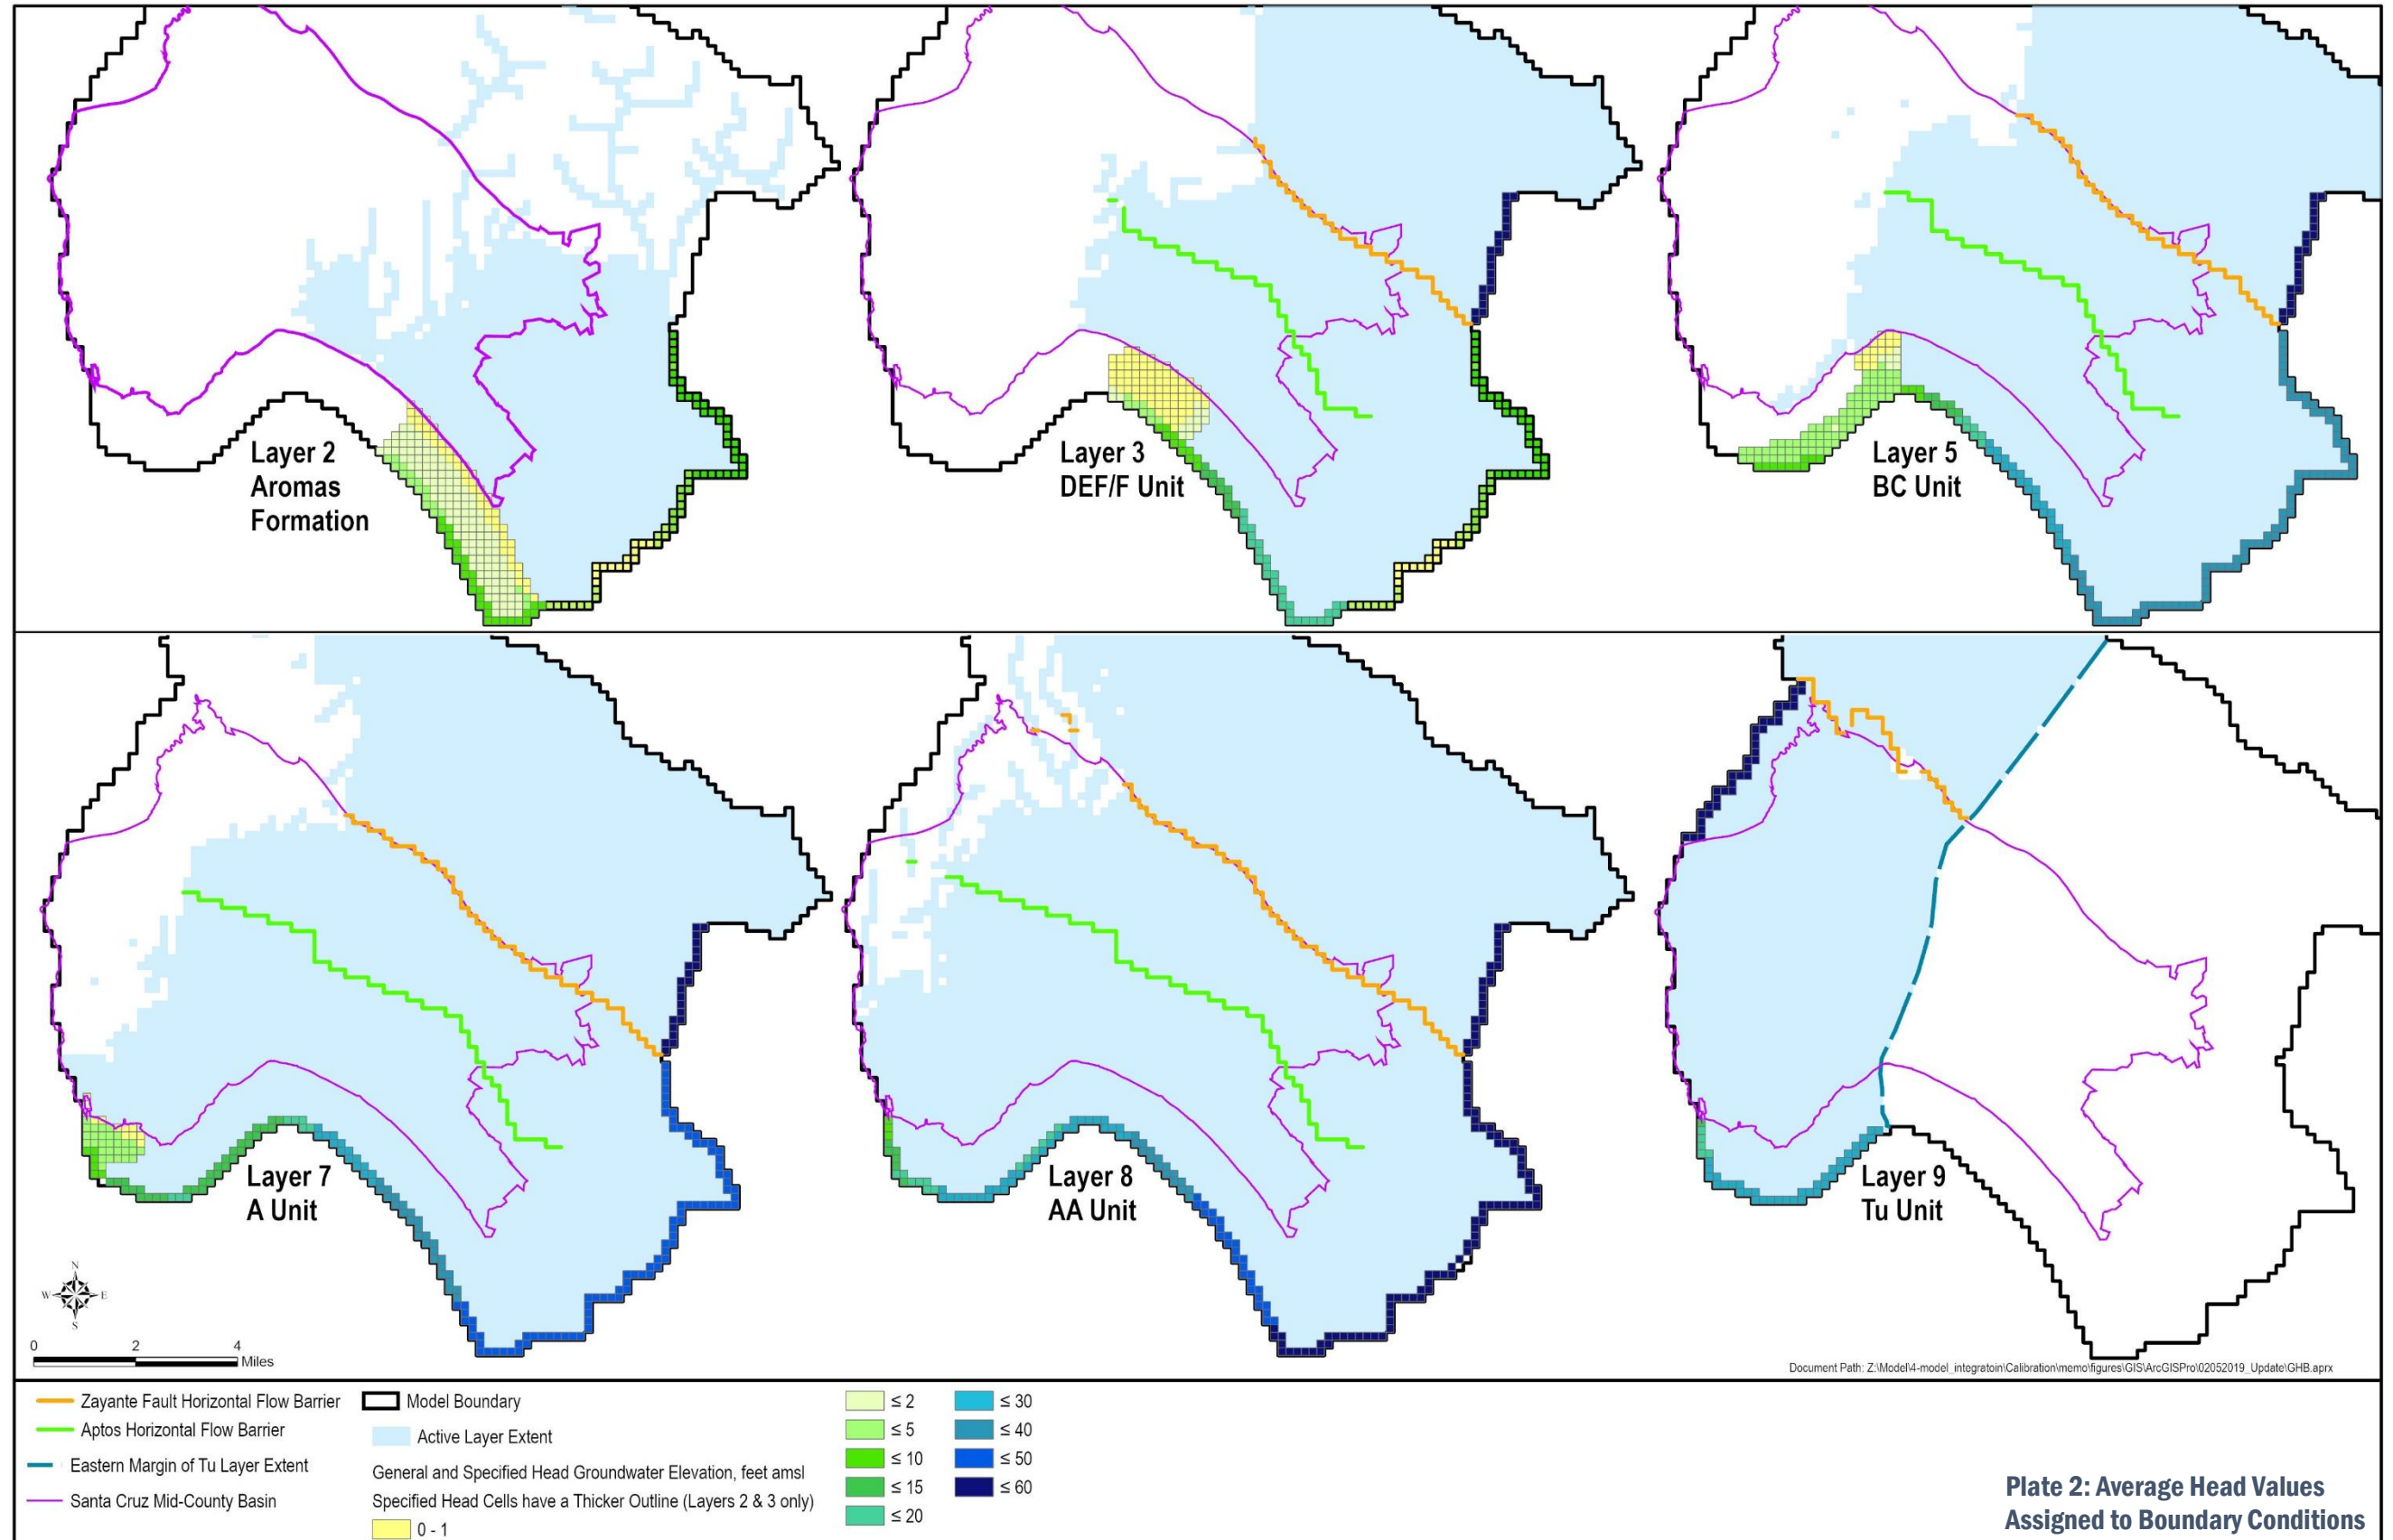 Layer 2
Aromas
Formation
Layer 3
DEF/F Unit
Layer 5
BC Unit
Layer 7
A Unit
Layer 8
AA Unit
Layer 9
Tu Unit
N
W
E
S
0 2 4
Miles
Document Path: Z:\Model\4-model_integratoin\Calibration\memo\figures\GIS\ArcGISPro\02052019_Update\GHB.aprx
Zayante Fault Horizontal Flow Barrier
Aptos Horizontal Flow Barrier
Eastern Margin of Tu Layer Extent
Santa Cruz Mid-County Basin
Model Boundary
Active Layer Extent
General and Specified Head Groundwater Elevation, feet amsl
Specified Head Cells have a Thicker Outline (Layers 2 & 3 only)
0 - 1
≤ 2
≤ 5
≤ 10
≤ 15
≤ 20
≤ 30
≤ 40
≤ 50
≤ 60
Plate 2: Average Head Values
Assigned to Boundary Conditions